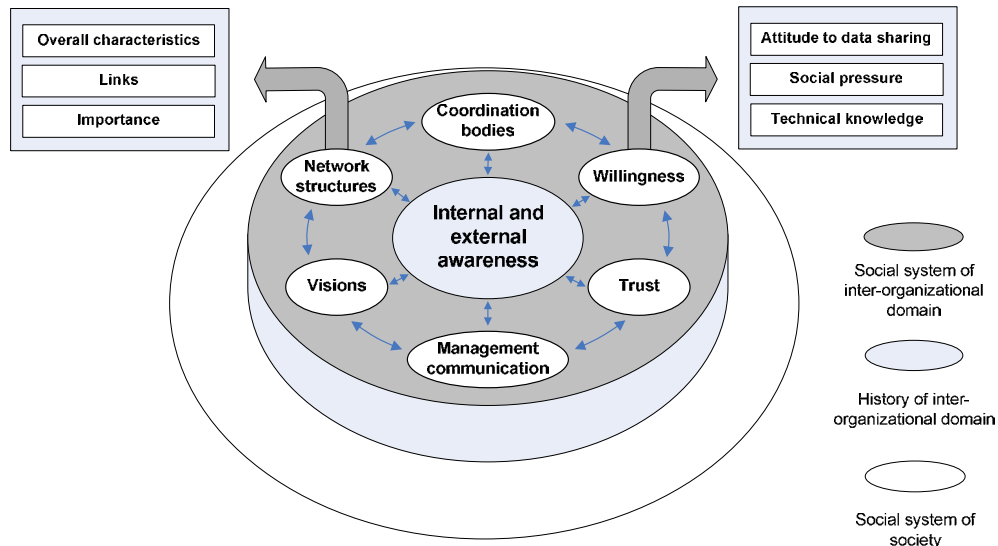 Overall characteristics
Links
Importance
Attitude to data sharing
Social pressure
Technical knowledge
Coordination
bodies
Network
structures
Willingness
Internal and
external
awareness
Visions
Trust
Management
communication
Social system of
inter-organizational
domain
History of inter-
organizational domain
Social system of
society